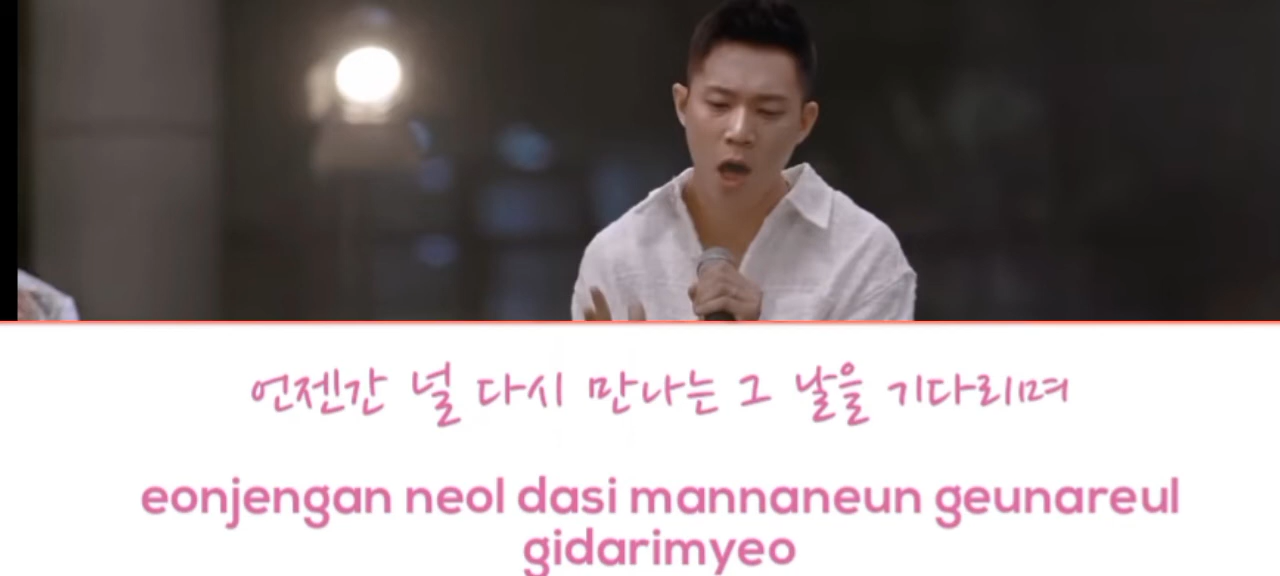 언젠간 널 다시 만나는 그 날을 기다리며
eonjengan neol dasi mannaneun geunareul
gidarimyeo